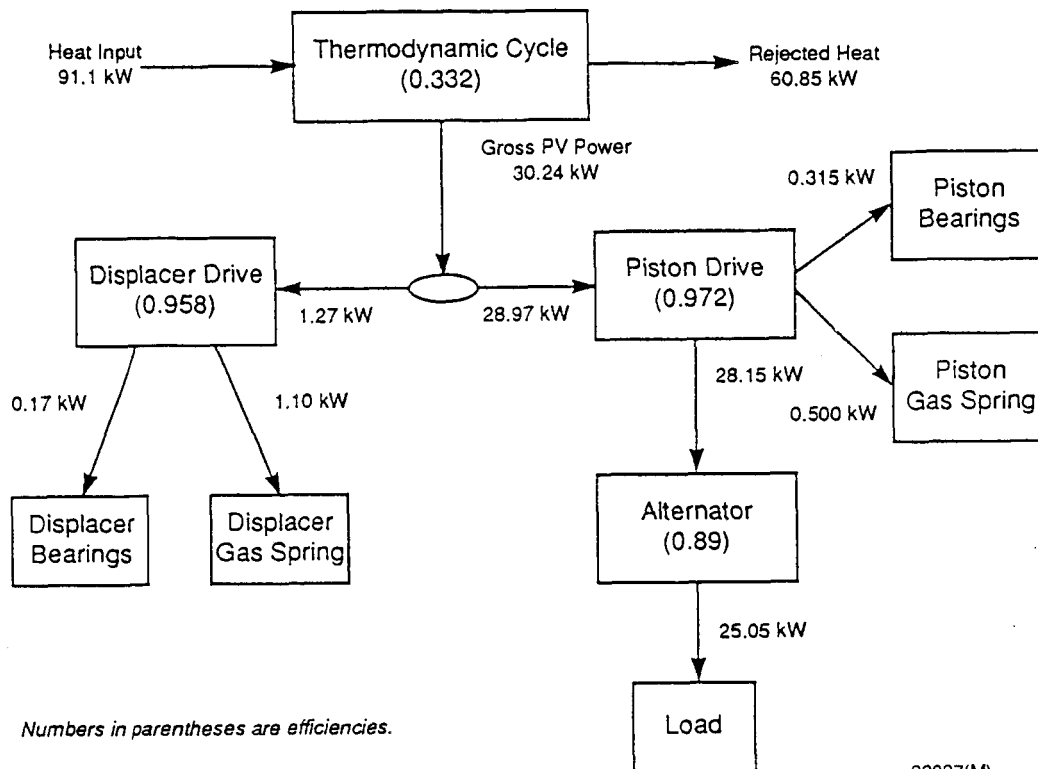 Thermodynamic Cycle
(0.332)
Heat Input
91.1 kW
Rejected Heat
60.85 kW
Gross PV Power
30.24 kW
0.315 kW
Piston
Bearings
Displacer Drive
(0.958)
1.27 kW
28.97 kW
Piston Drive
(0.972)
0.17 kW
1.10 kW
28.15 kW
0.500 kW
Piston
Gas Spring
Displacer
Bearings
Displacer
Gas Spring
Alternator
(0.89)
25.05 kW
Load
Numbers in parentheses are efficiencies.